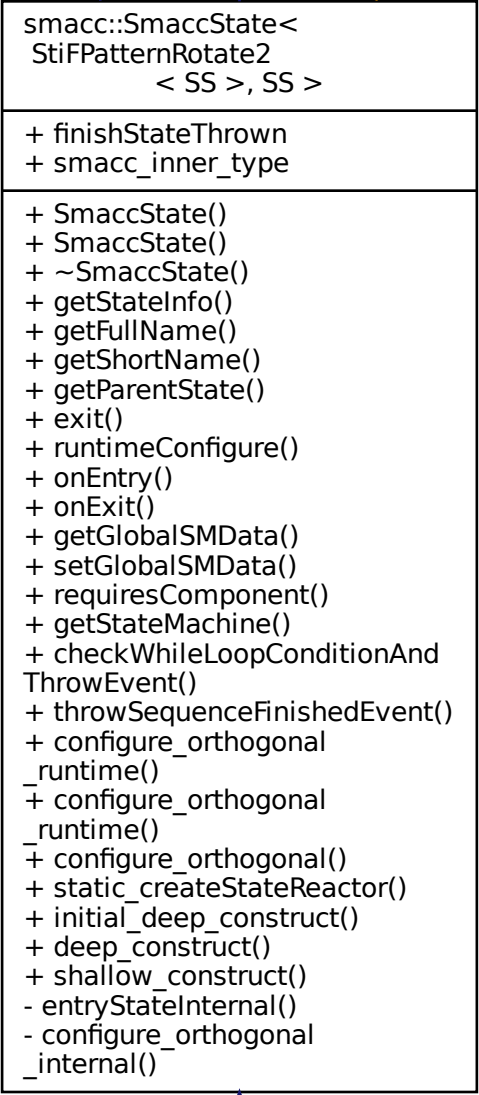 smacc::SmaccState<
StiFPatternRotate2
< SS >, SS >
+ finishStateThrown
+ smacc_inner_type
+ SmaccState()
+ SmaccState()
+ ~SmaccState()
+ getStateInfo()
+ getFullName()
+ getShortName()
+ getParentState()
+ exit()
+ runtimeConfigure()
+ onEntry()
+ onExit()
+ getGlobalSMData()
+ setGlobalSMData()
+ requiresComponent()
+ getStateMachine()
+ checkWhileLoopConditionAnd
ThrowEvent()
+ throwSequenceFinishedEvent()
+ configure_orthogonal
_runtime()
+ configure_orthogonal
_runtime()
+ configure_orthogonal()
+ static_createStateReactor()
+ initial_deep_construct()
+ deep_construct()
+ shallow_construct()
- entryStateInternal()
- configure_orthogonal
_internal()